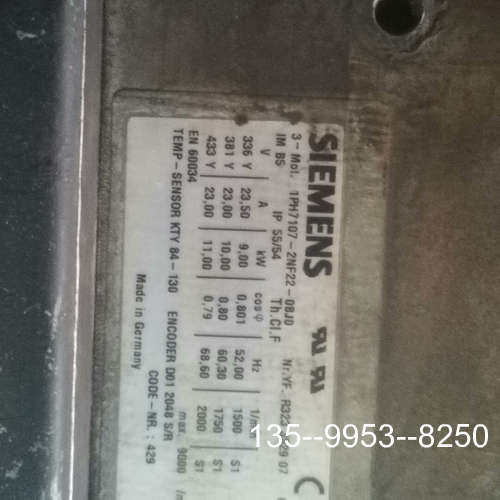 SIEMENS
3-Mot. 1PH7107-2NF22-0BJ0 Nr.YF
IM B5 IP 55/54 Th.Cl.F
V A kW cosφ Hz 1/min
336 Y 23,50 9,00 0,801 52,00 1500 S1
381 Y 23,00 10,00 0,80 60,30 1750 S1
433 Y 23,00 11,00 0,79 68,60 2000 S1
EN 60034 max. 9000
TEMP-SENSOR KTY 84-130 ENCODER D01 2048 S/R
CODE-NR.: 429
Made in Germany
135--9953--8250